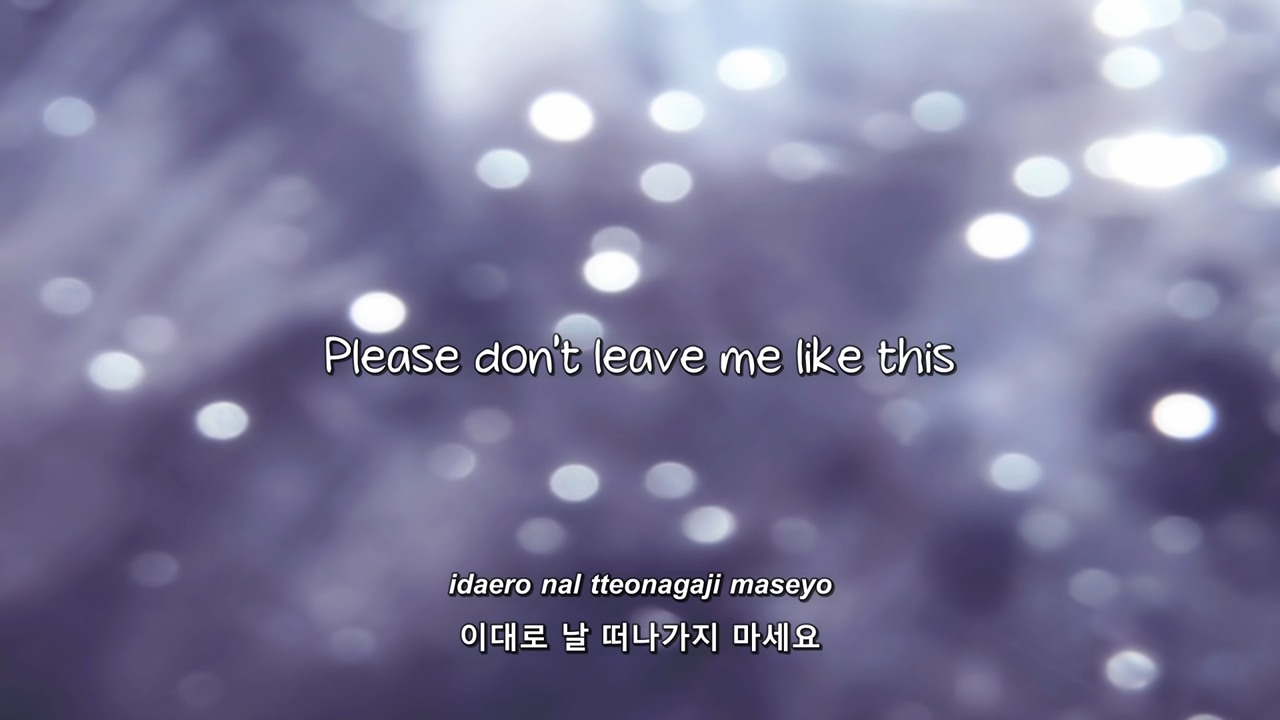 Please don't leave me like this
idaero nal tteonagaji maseyo
이대로 날 떠나가지 마세요